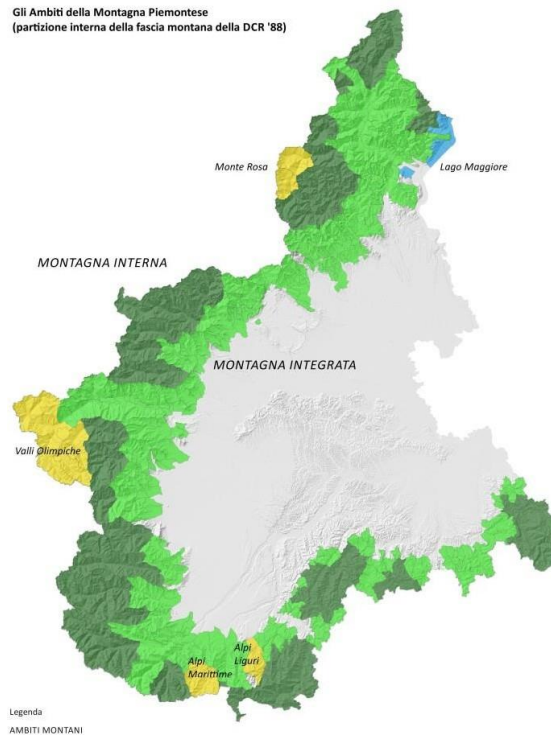 Gli Ambiti della Montagna Piemontese
(partizione interna della fascia montana della DCR '88)
Monte Rosa
Lago Maggiore
MONTAGNA INTERNA
MONTAGNA INTEGRATA
Valli Olimpiche
Alpi
Marittime
Alpi
Liguri
Legenda
AMBITI MONTANI